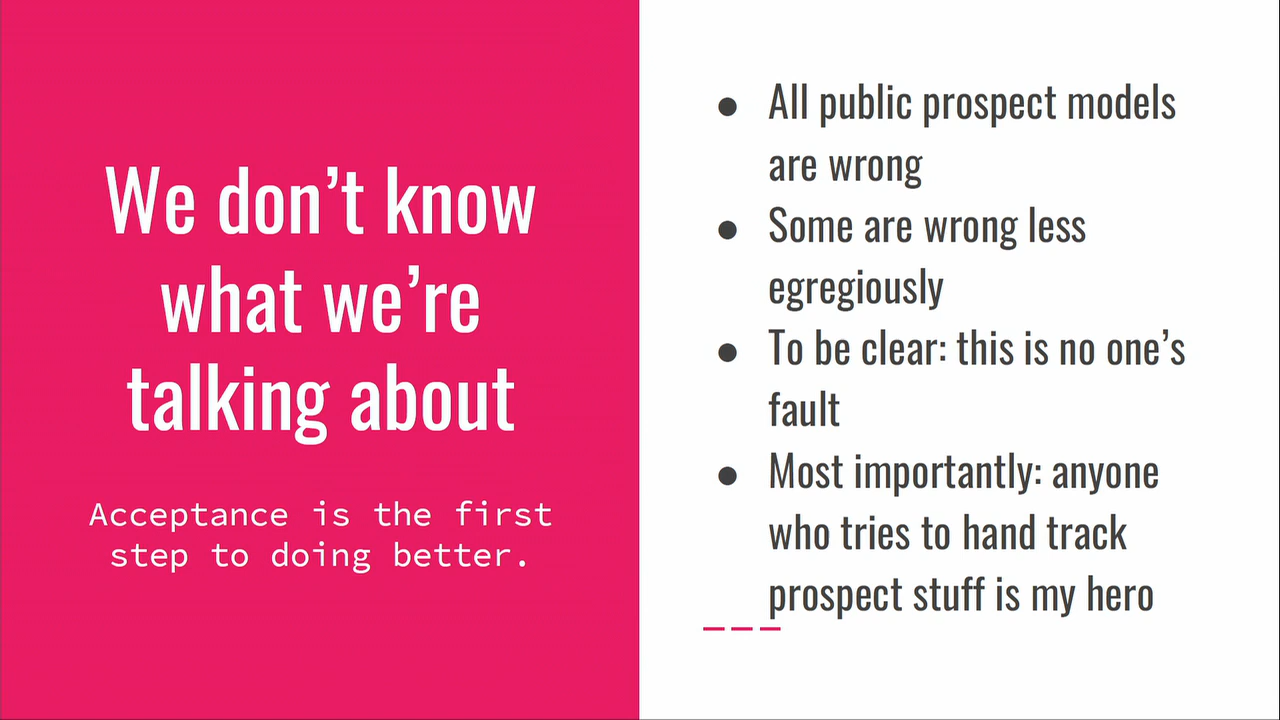 We don’t know
what we’re
talking about
Acceptance is the first
step to doing better.
● All public prospect models
are wrong
● Some are wrong less
egregiously
● To be clear: this is no one’s
fault
● Most importantly: anyone
who tries to hand track
prospect stuff is my hero